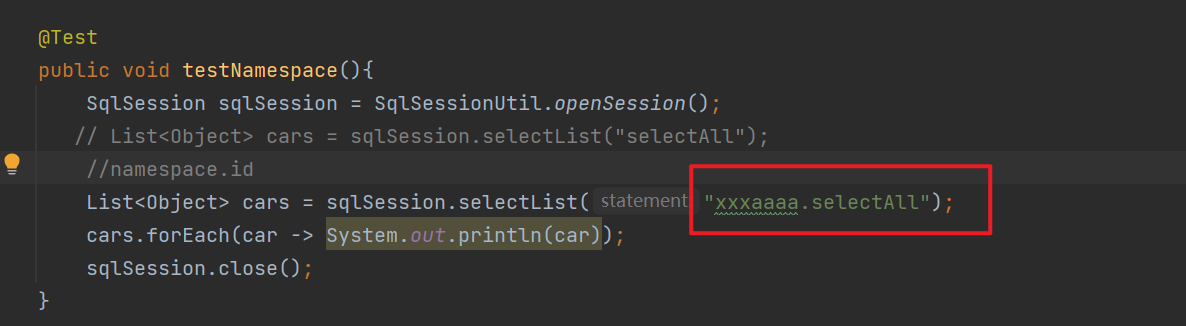 @Test
public void testNamespace(){
SqlSession sqlSession = SqlSessionUtil.openSession();
// List<Object> cars = sqlSession.selectList("selectAll");
//namespace.id
List<Object> cars = sqlSession.selectList( statement "xxxaaaa.selectAll");
cars.forEach(car -> System.out.println(car));
sqlSession.close();
}